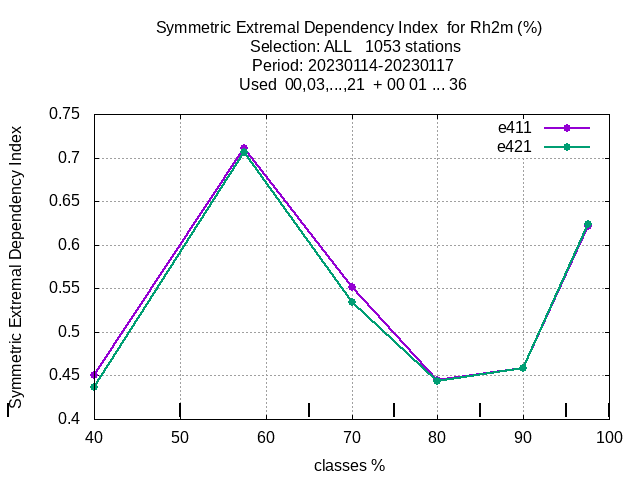 Symmetric Extremal Dependency Index  for Rh2m (%)
Selection: ALL   1053 stations
Period: 20230114-20230117
Used  00,03,...,21  + 00 01 ... 36
Symmetric Extremal Dependency Index
0.75
0.7
0.65
0.6
0.55
0.5
0.45
0.4
e411
e421
40 50 60 70 80 90 100
classes %